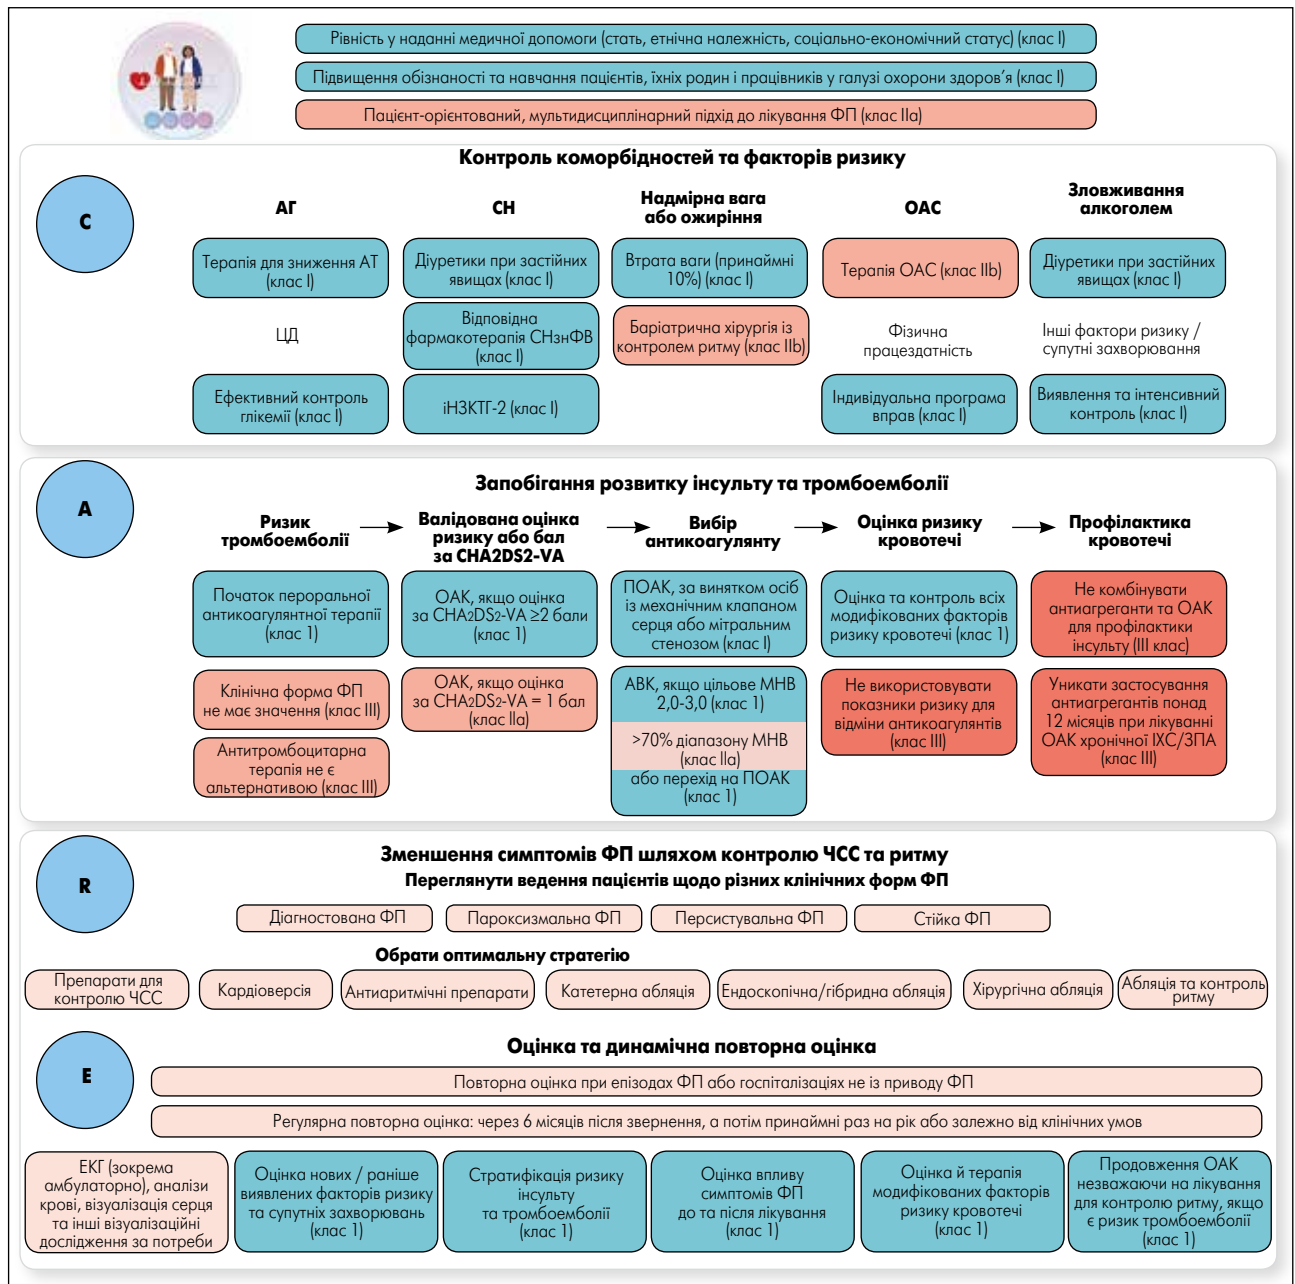 Рівність у наданні медичної допомоги (стать, етнічна належність, соціально-економічний статус) (клас I)
Підвищення обізнаності та навчання пацієнтів, їхніх родин і працівників у галузі охорони здоров’я (клас I)
Пацієнт-орієнтований, мультидисциплінарний підхід до лікування ФП (клас IIa)
C
Контроль коморбідностей та факторів ризику
АГ
СН
Надмірна вага
або ожиріння
ОАС
Зловживання
алкоголем
Терапія для зниження АТ
(клас I)
Діуретики при застійних
явищах (клас I)
Втрата ваги (принаймні
10%) (клас I)
Терапія ОАС (клас IIb)
Діуретики при застійних
явищах (клас I)
ЦД
Відповідна
фармакотерапія СНзнФВ
(клас I)
Баріатрична хірургія із
контролем ритму (клас IIb)
Фізична
працездатність
Інші фактори ризику /
супутні захворювання
Ефективний контроль
глікемії (клас I)
іНЗКТГ-2 (клас I)
Індивідуальна програма
вправ (клас I)
Виявлення та інтенсивний
контроль (клас I)
A
Запобігання розвитку інсульту та тромбоемболії
Ризик
тромбоемболії
Валідована оцінка
ризику або бал
за CHA2DS2-VA
Вибір
антикоагулянту
Оцінка ризику
кровотечі
Профілактика
кровотечі
Початок пероральної
антикоагулянтної терапії
(клас 1)
ОАК, якщо оцінка
за CHA2DS2-VA ≥2 бали
(клас 1)
ПОАК, за винятком осіб
із механічним клапаном
серця або мітральним
стенозом (клас I)
Оцінка та контроль всіх
модифікованих факторів
ризику кровотечі (клас 1)
Не комбінувати
антиагреганти та ОАК
для профілактики
інсульту (III клас)
Клінічна форма ФП
не має значення (клас III)
ОАК, якщо оцінка
за CHA2DS2-VA = 1 бал
(клас IIa)
АВК, якщо цільове МНВ
2,0-3,0 (клас 1)
>70% діапазону МНВ
(клас IIa)
або перехід на ПОАК
(клас 1)
Не використовувати
показники ризику для
відміни антикоагулянтів
(клас III)
Уникати застосування
антиагрегантів понад
12 місяців при лікуванні
ОАК хронічної ІХС/ЗПА
(клас III)
Антитромбоцитарна
терапія не є
альтернативою (клас III)
R
Зменшення симптомів ФП шляхом контролю ЧСС та ритму
Переглянути ведення пацієнтів щодо різних клінічних форм ФП
Діагностована ФП
Пароксизмальна ФП
Персистувальна ФП
Стійка ФП
Обрати оптимальну стратегію
Препарати для
контролю ЧСС
Кардіоверсія
Антиаритмічні препарати
Катетерна абляція
Ендоскопічна/гібридна абляція
Хірургічна абляція
Абляція та контроль
ритму
E
Оцінка та динамічна повторна оцінка
Повторна оцінка при епізодах ФП або госпіталізаціях не із приводу ФП
Регулярна повторна оцінка: через 6 місяців після звернення, а потім принаймні раз на рік або залежно від клінічних умов
ЕКГ (зокрема
амбулаторно), аналізи
крові, візуалізація серця
та інші візуалізаційні
дослідження за потреби
Оцінка нових / раніше
виявлених факторів ризику
та супутніх захворювань
(клас 1)
Стратифікація ризику
інсульту
та тромбоемболії
(клас 1)
Оцінка впливу
симптомів ФП
до та після лікування
(клас 1)
Оцінка й терапія
модифікованих факторів
ризику кровотечі
(клас 1)
Продовження ОАК
незважаючи на лікування
для контролю ритму, якщо
є ризик тромбоемболії
(клас 1)